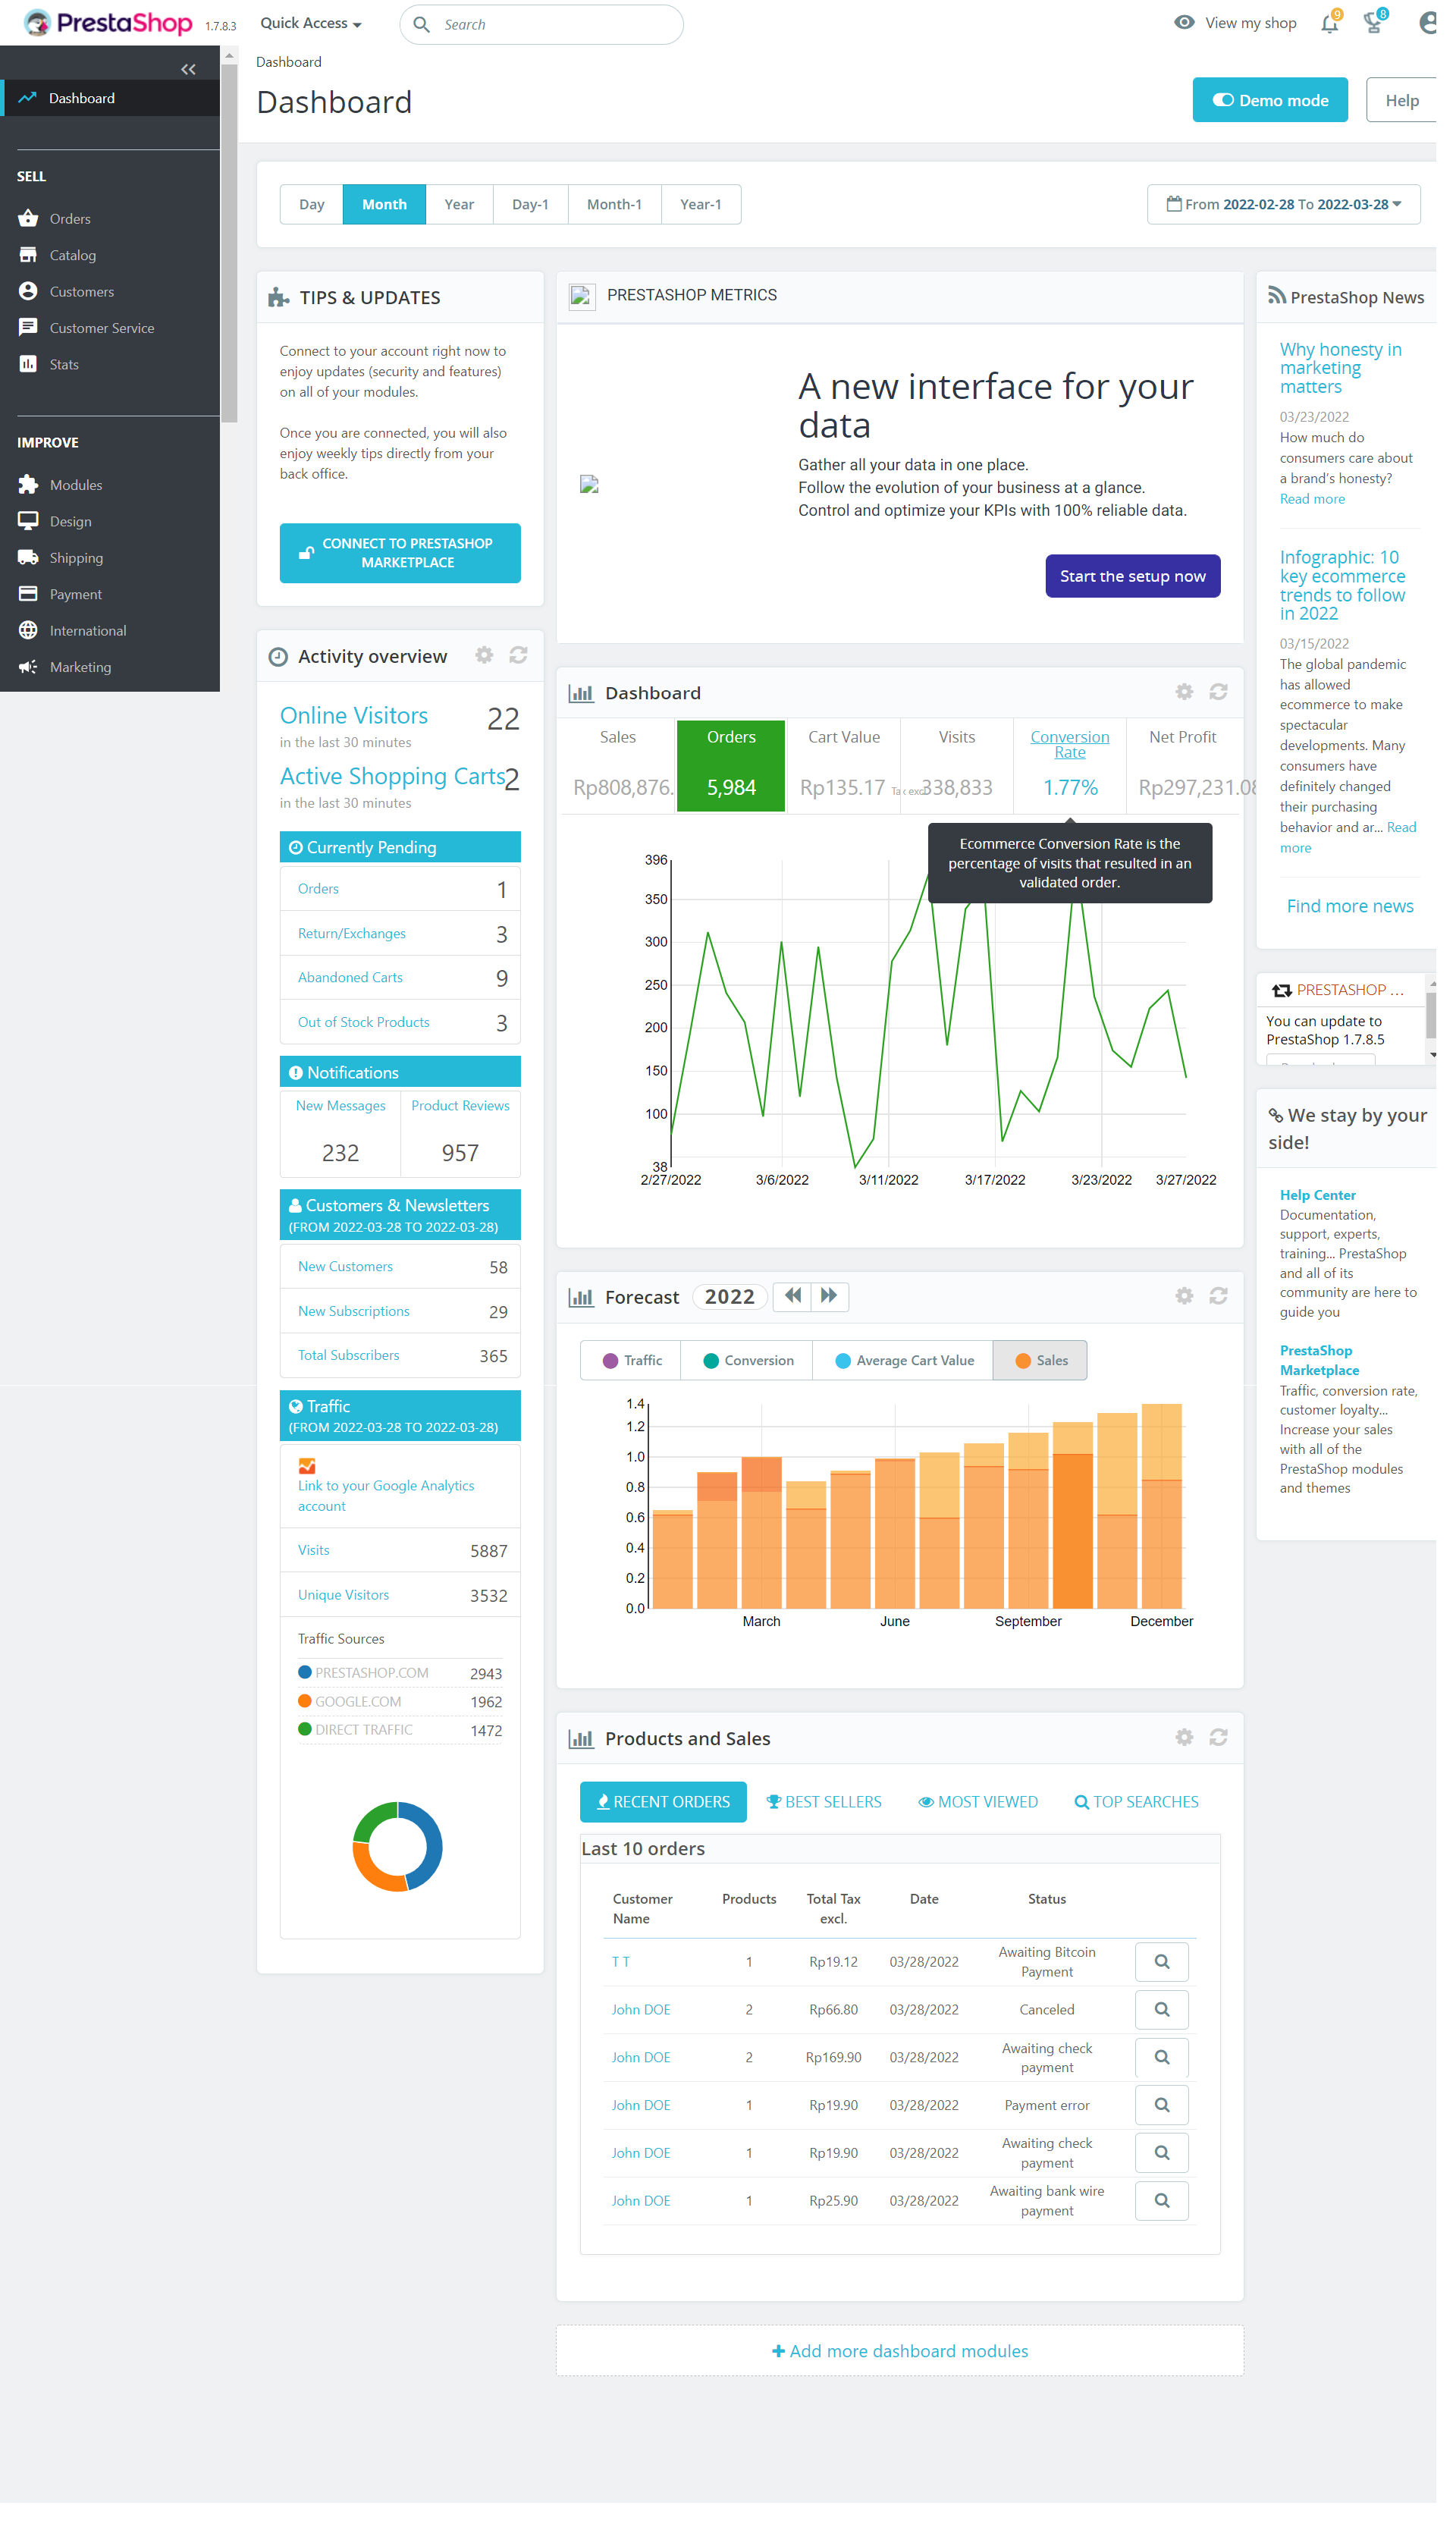 PrestaShop 1.7.8.3
Quick Access
Search
View my shop
9
8
Dashboard
SELL
Orders
Catalog
Customers
Customer Service
Stats
IMPROVE
Modules
Design
Shipping
Payment
International
Marketing
Dashboard
Dashboard
Demo mode
Help
Day Month Year Day-1 Month-1 Year-1
From 2022-02-28 To 2022-03-28
TIPS & UPDATES
Connect to your account right now to
enjoy updates (security and features)
on all of your modules.
Once you are connected, you will also
enjoy weekly tips directly from your
back office.
CONNECT TO PRESTASHOP
MARKETPLACE
Activity overview
Online Visitors 22
in the last 30 minutes
Active Shopping Carts 2
in the last 30 minutes
Currently Pending
Orders 1
Return/Exchanges 3
Abandoned Carts 9
Out of Stock Products 3
Notifications
New Messages Product Reviews
232 957
Customers & Newsletters
(FROM 2022-03-28 TO 2022-03-28)
New Customers 58
New Subscriptions 29
Total Subscribers 365
Traffic
(FROM 2022-03-28 TO 2022-03-28)
Link to your Google Analytics
account
Visits 5887
Unique Visitors 3532
Traffic Sources
PRESTASHOP.COM 2943
GOOGLE.COM 1962
DIRECT TRAFFIC 1472
PRESTASHOP METRICS
A new interface for your
data
Gather all your data in one place.
Follow the evolution of your business at a glance.
Control and optimize your KPIs with 100% reliable data.
Start the setup now
Dashboard
Sales Orders Cart Value Visits Conversion Net Profit
Rate
Rp808,876. 5,984 Rp135.17 Tax excl. 338,833 1.77% Rp297,231.08
Ecommerce Conversion Rate is the
percentage of visits that resulted in an
validated order.
396
350
300
250
200
150
100
38
2/27/2022 3/6/2022 3/11/2022 3/17/2022 3/23/2022 3/27/2022
Forecast 2022
Traffic Conversion Average Cart Value Sales
1.4
1.2
1.0
0.8
0.6
0.4
0.2
0.0
March June September December
Products and Sales
RECENT ORDERS BEST SELLERS MOST VIEWED TOP SEARCHES
Last 10 orders
Customer Products Total Tax Date Status
Name excl.
T T 1 Rp19.12 03/28/2022 Awaiting Bitcoin
Payment
John DOE 2 Rp66.80 03/28/2022 Canceled
John DOE 2 Rp169.90 03/28/2022 Awaiting check
payment
John DOE 1 Rp19.90 03/28/2022 Payment error
John DOE 1 Rp19.90 03/28/2022 Awaiting check
payment
John DOE 1 Rp25.90 03/28/2022 Awaiting bank wire
payment
Add more dashboard modules
PrestaShop News
Why honesty in
marketing
matters
03/23/2022
How much do
consumers care about
a brand's honesty?
Read more
Infographic: 10
key ecommerce
trends to follow
in 2022
03/15/2022
The global pandemic
has allowed
ecommerce to make
spectacular
developments. Many
consumers have
definitely changed
their purchasing
behavior and ar... Read
more
Find more news
PRESTASHOP ...
You can update to
PrestaShop 1.7.8.5
We stay by your
side!
Help Center
Documentation,
support, experts,
training... PrestaShop
and all of its
community are here to
guide you
PrestaShop
Marketplace
Traffic, conversion rate,
customer loyalty...
Increase your sales
with all of the
PrestaShop modules
and themes